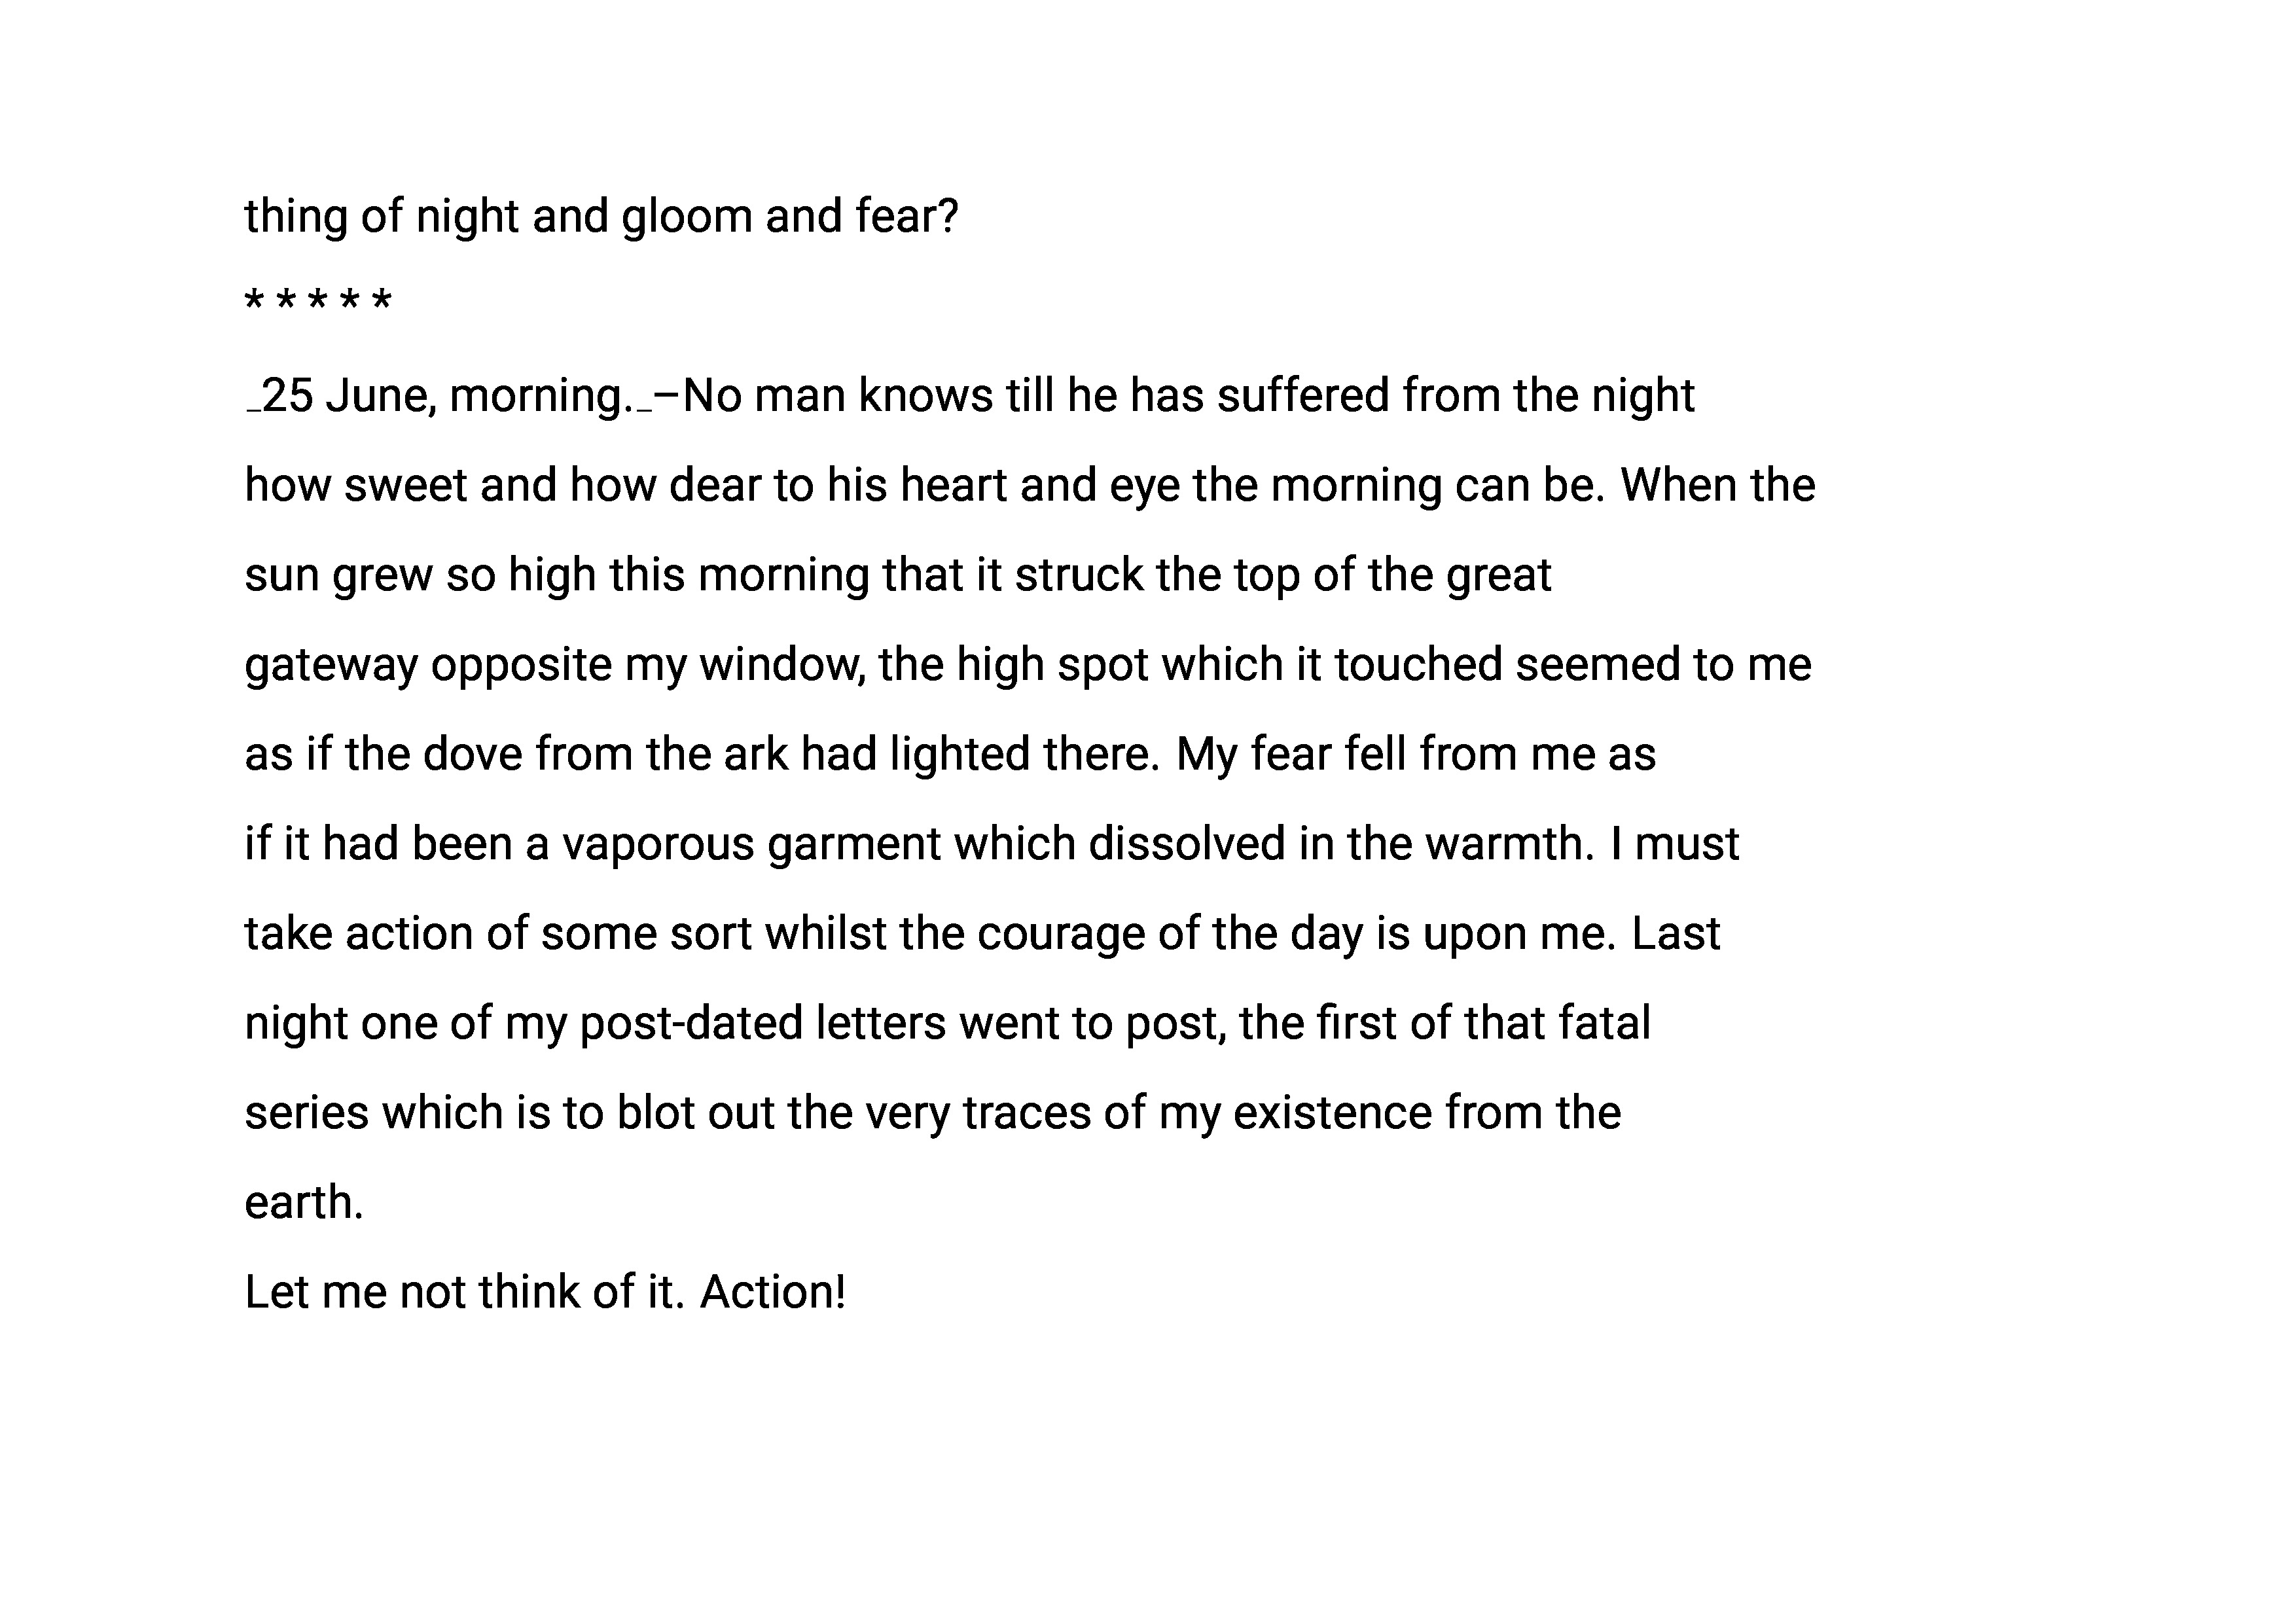 thing of night and gloom and fear?
* * * * *
_25 June, morning._–No man knows till he has suffered from the night
how sweet and how dear to his heart and eye the morning can be. When the
sun grew so high this morning that it struck the top of the great
gateway opposite my window, the high spot which it touched seemed to me
as if the dove from the ark had lighted there. My fear fell from me as
if it had been a vaporous garment which dissolved in the warmth. I must
take action of some sort whilst the courage of the day is upon me. Last
night one of my post-dated letters went to post, the first of that fatal
series which is to blot out the very traces of my existence from the
earth.
Let me not think of it. Action!